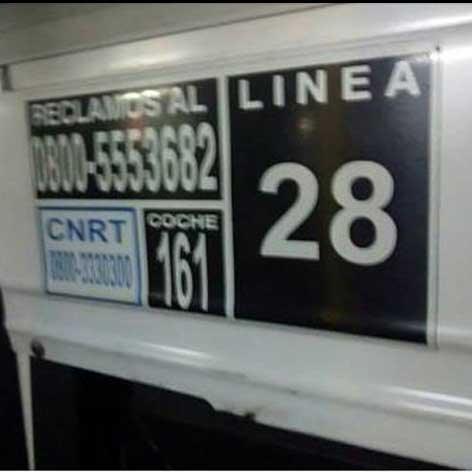 RECLAMOS AL
0800-5553682
CNRT
0800-3330300
COCHE
161
LINEA
28